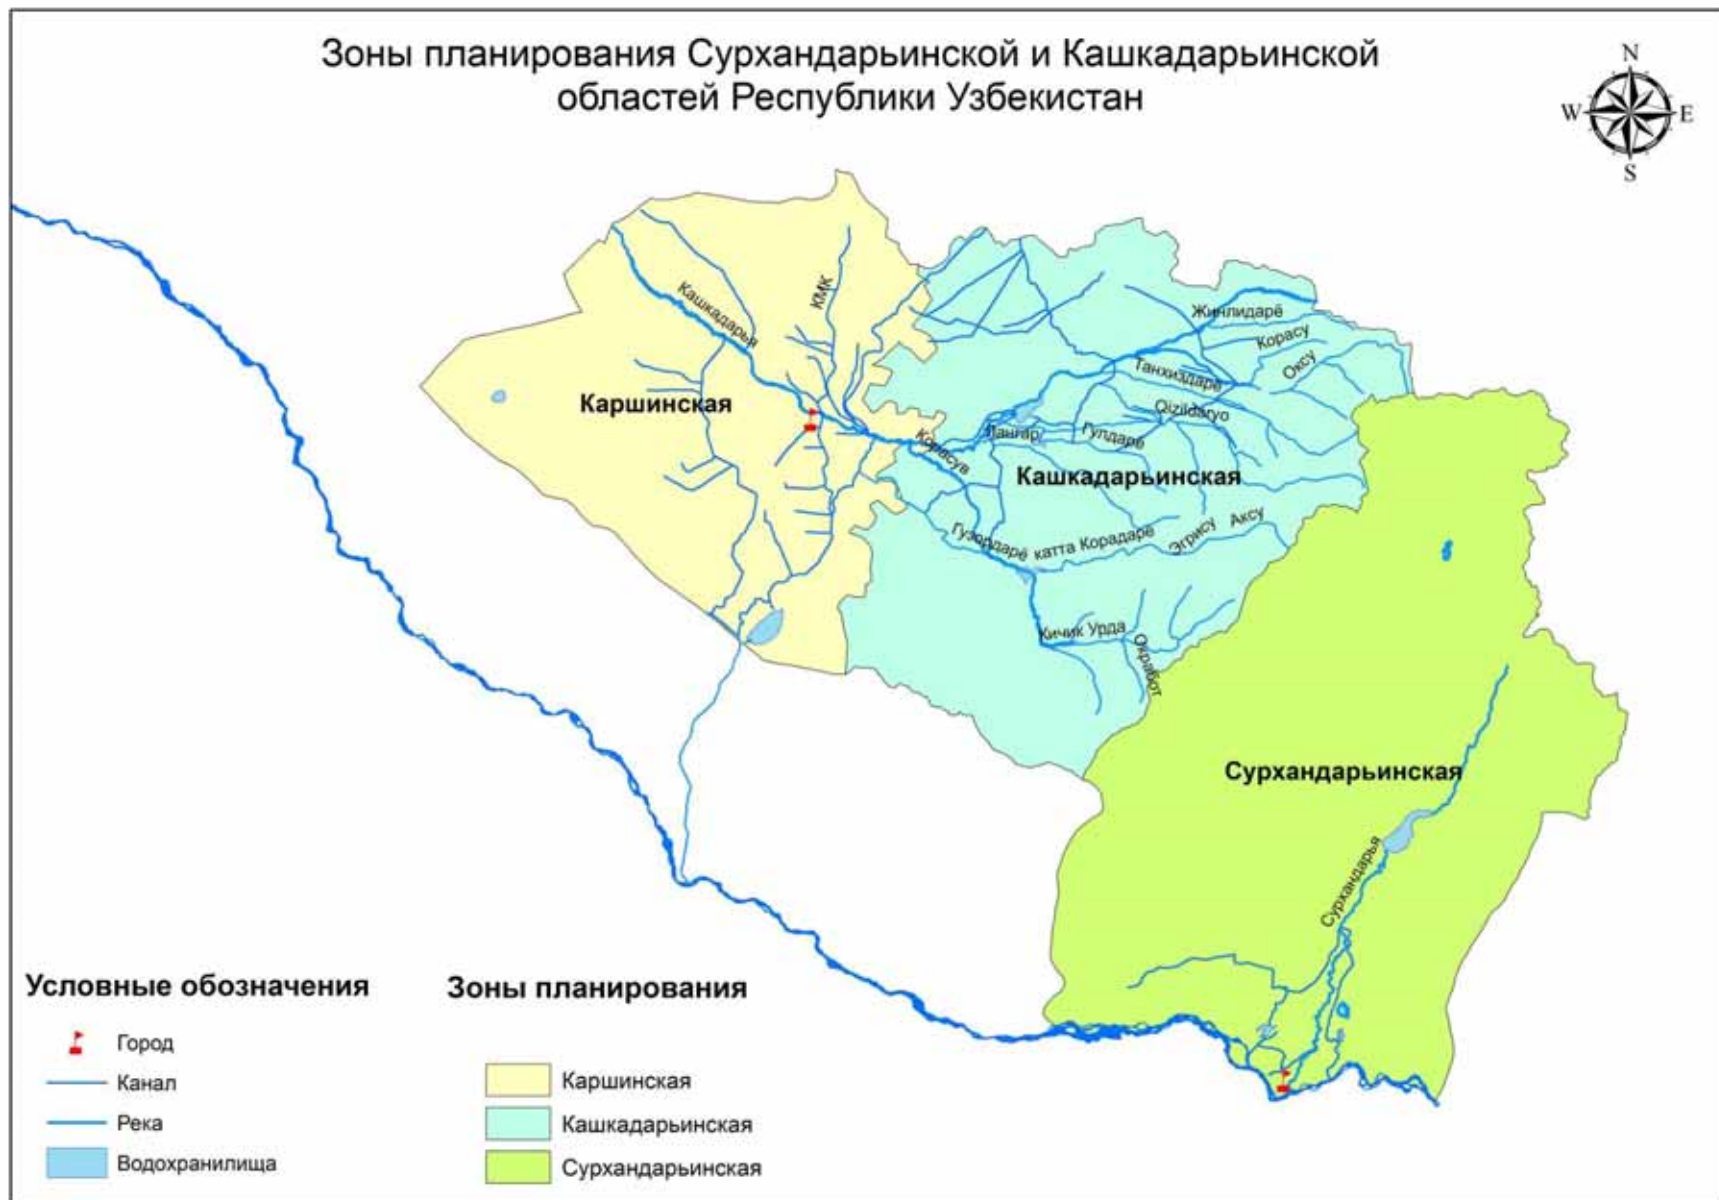 Зоны планирования Сурхандарьинской и Кашкадарьинской
областей Республики Узбекистан
N
W
E
S
Кашкадарья
КМК
Жинлидарё
Корасу
Оксу
Танхиздарё
Каршинская
Qizildaryo
Гулдарё
Корасув
Кашкадарьинская
Гузордарё
катта Корадарё
Эгрису
Аксу
Кичик Урда
Окработ
Сурхандарьинская
Сурхандарья
Условные обозначения
Город
Канал
Река
Водохранилища
Зоны планирования
Каршинская
Кашкадарьинская
Сурхандарьинская